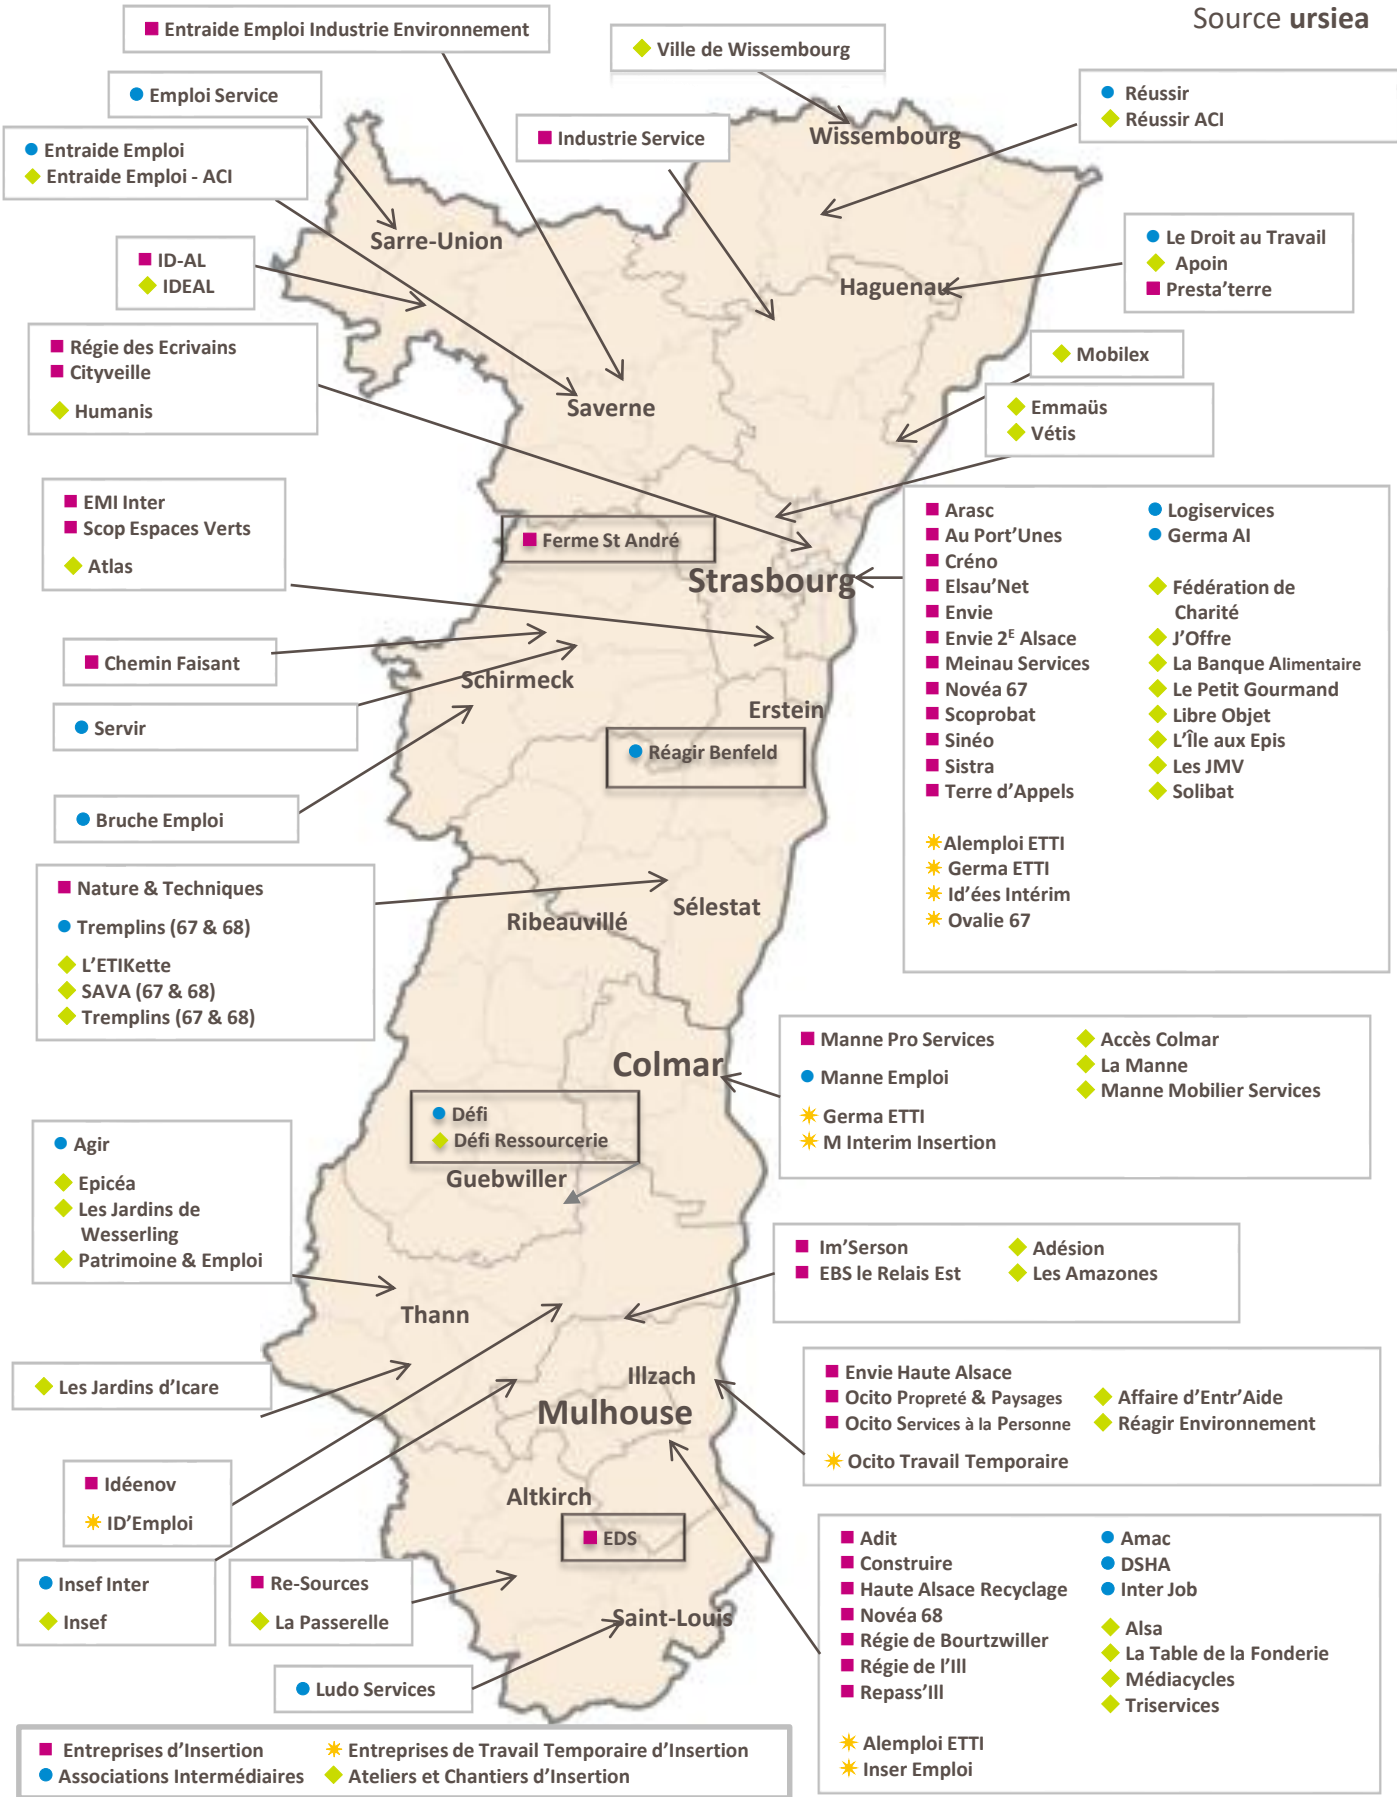 Source ursiea
Entraide Emploi Industrie Environnement
Ville de Wissembourg
Emploi Service
Réussir
Réussir ACI
Industrie Service
Wissembourg
Entraide Emploi
Entraide Emploi - ACI
Sarre-Union
ID-AL
IDEAL
Le Droit au Travail
Apoin
Presta'terre
Haguenau
Régie des Ecrivains
Cityveille
Humanis
Mobilex
Emmaüs
Vétis
Saverne
EMI Inter
Scop Espaces Verts
Atlas
Ferme St André
Strasbourg
Arasc
Au Port'Unes
Créno
Elsau'Net
Envie
Envie 2E Alsace
Meinau Services
Novéa 67
Scoprobat
Sinéo
Sistra
Terre d'Appels
Alemploi ETTI
Germa ETTI
Id'ées Intérim
Ovalie 67
Logiservices
Germa AI
Fédération de
Charité
J'Offre
La Banque Alimentaire
Le Petit Gourmand
Libre Objet
L'Île aux Epis
Les JMV
Solibat
Chemin Faisant
Schirmeck
Servir
Erstein
Réagir Benfeld
Bruche Emploi
Nature & Techniques
Tremplins (67 & 68)
L'ETIKette
SAVA (67 & 68)
Tremplins (67 & 68)
Sélestat
Ribeauvillé
Colmar
Manne Pro Services
Manne Emploi
Germa ETTI
M Interim Insertion
Accès Colmar
La Manne
Manne Mobilier Services
Défi
Défi Ressourcerie
Guebwiller
Agir
Epicéa
Les Jardins de
Wesserling
Patrimoine & Emploi
Im'Serson
EBS le Relais Est
Adésion
Les Amazones
Thann
Les Jardins d'Icare
Illzach
Mulhouse
Envie Haute Alsace
Ocito Propreté & Paysages
Ocito Services à la Personne
Ocito Travail Temporaire
Affaire d'Entr'Aide
Réagir Environnement
Idéenov
ID'Emploi
Altkirch
EDS
Insef Inter
Insef
Re-Sources
La Passerelle
Saint-Louis
Ludo Services
Adit
Construire
Haute Alsace Recyclage
Novéa 68
Régie de Bourtzwiller
Régie de l'Ill
Repass'Ill
Alemploi ETTI
Inser Emploi
Amac
DSHA
Inter Job
Alsa
La Table de la Fonderie
Médiacycles
Triservices
Entreprises d'Insertion
Entreprises de Travail Temporaire d'Insertion
Associations Intermédiaires
Ateliers et Chantiers d'Insertion